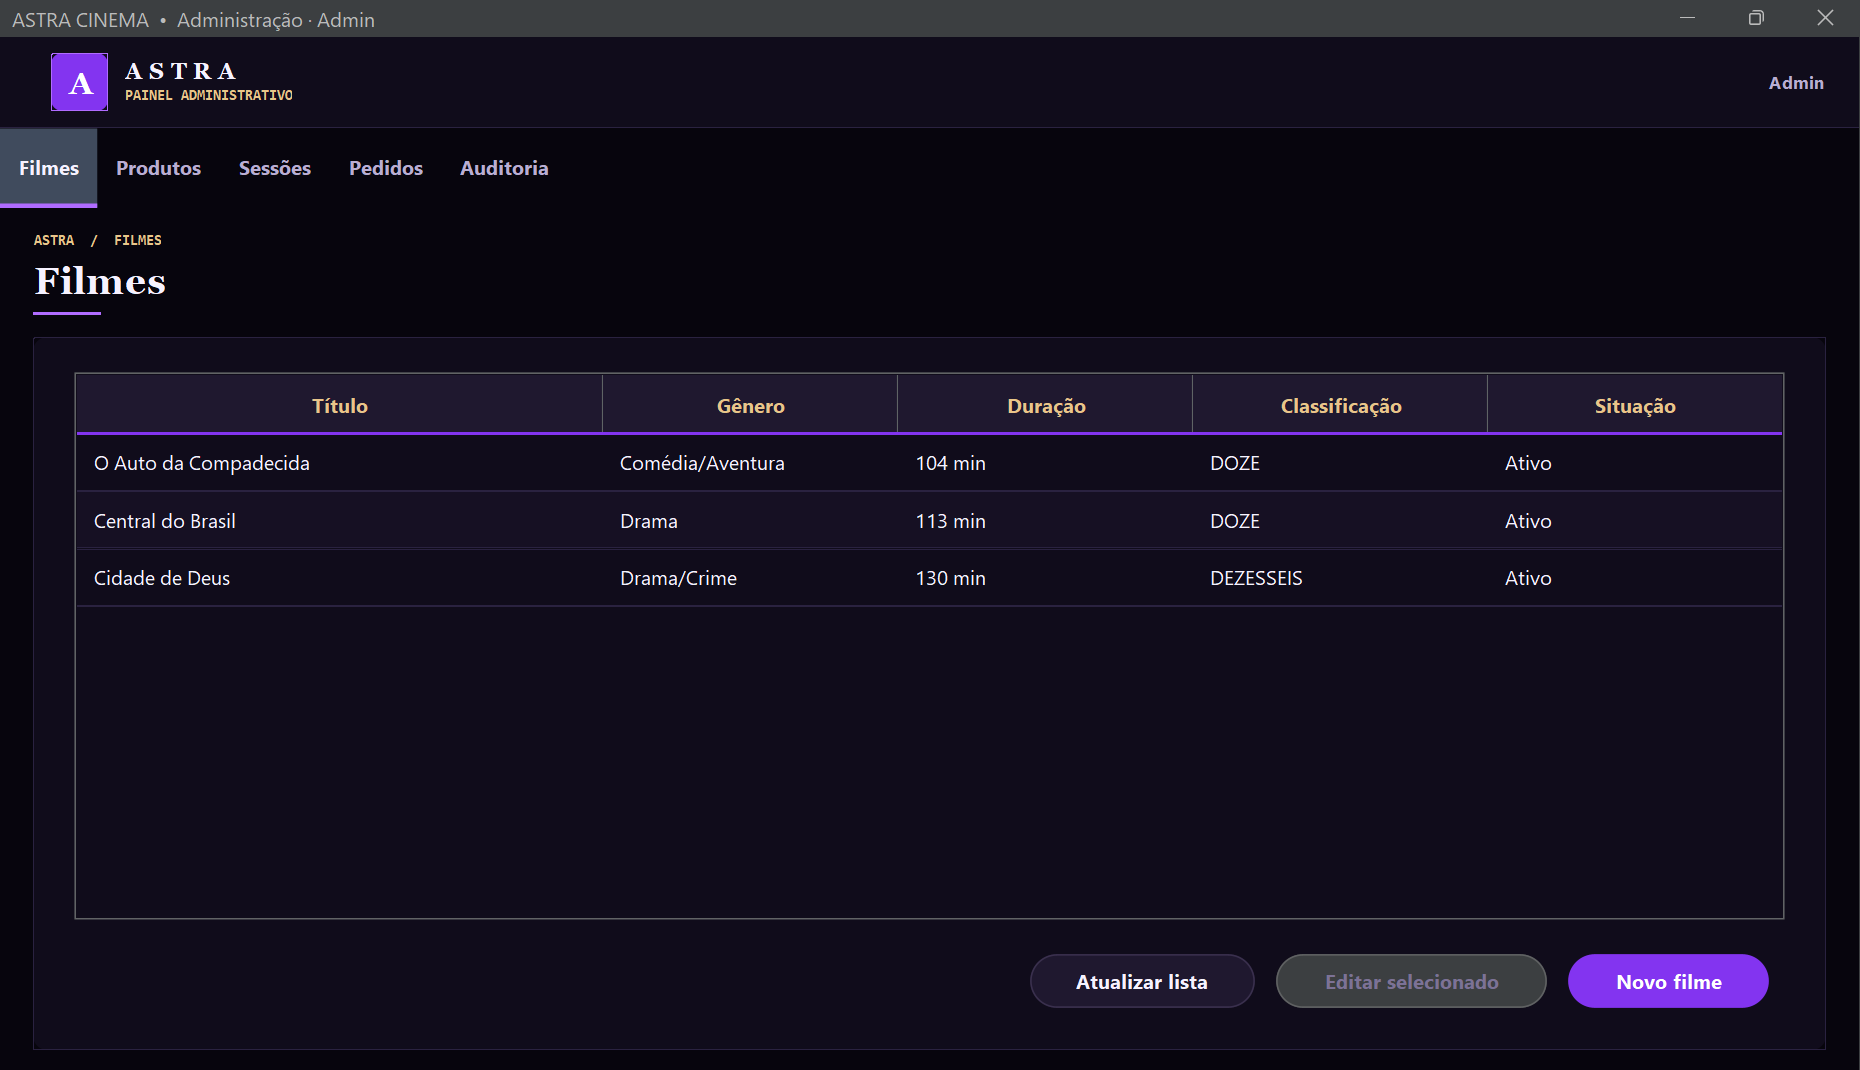 ASTRA CINEMA • Administração · Admin
A
ASTRA
PAINEL ADMINISTRATIVO
Admin
Filmes Produtos Sessões Pedidos Auditoria
ASTRA / FILMES
Filmes
Título Gênero Duração Classificação Situação
O Auto da Compadecida Comédia/Aventura 104 min DOZE Ativo
Central do Brasil Drama 113 min DOZE Ativo
Cidade de Deus Drama/Crime 130 min DEZESSEIS Ativo
Atualizar lista Editar selecionado Novo filme